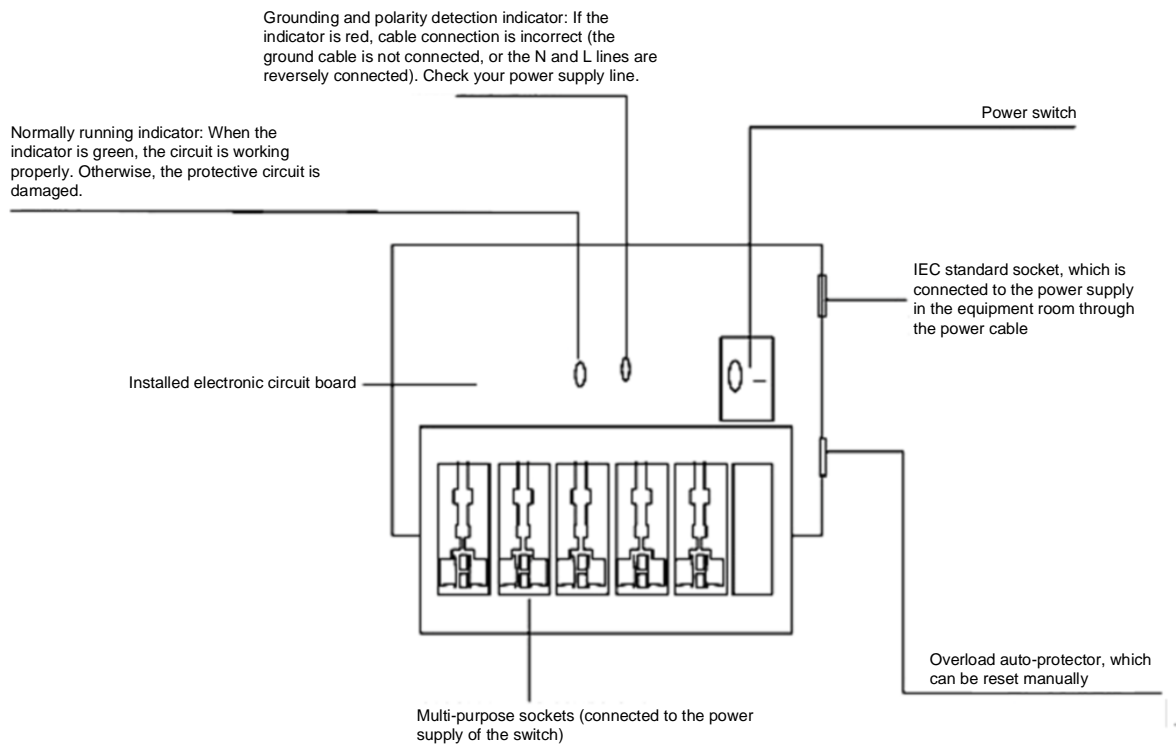 Grounding and polarity detection indicator: If the
indicator is red, cable connection is incorrect (the
ground cable is not connected, or the N and L lines are
reversely connected). Check your power supply line.
Power switch
Normally running indicator: When the
indicator is green, the circuit is working
properly. Otherwise, the protective circuit is
damaged.
IEC standard socket, which is
connected to the power supply
in the equipment room through
the power cable
Installed electronic circuit board
Overload auto-protector, which
can be reset manually
Multi-purpose sockets (connected to the power
supply of the switch)